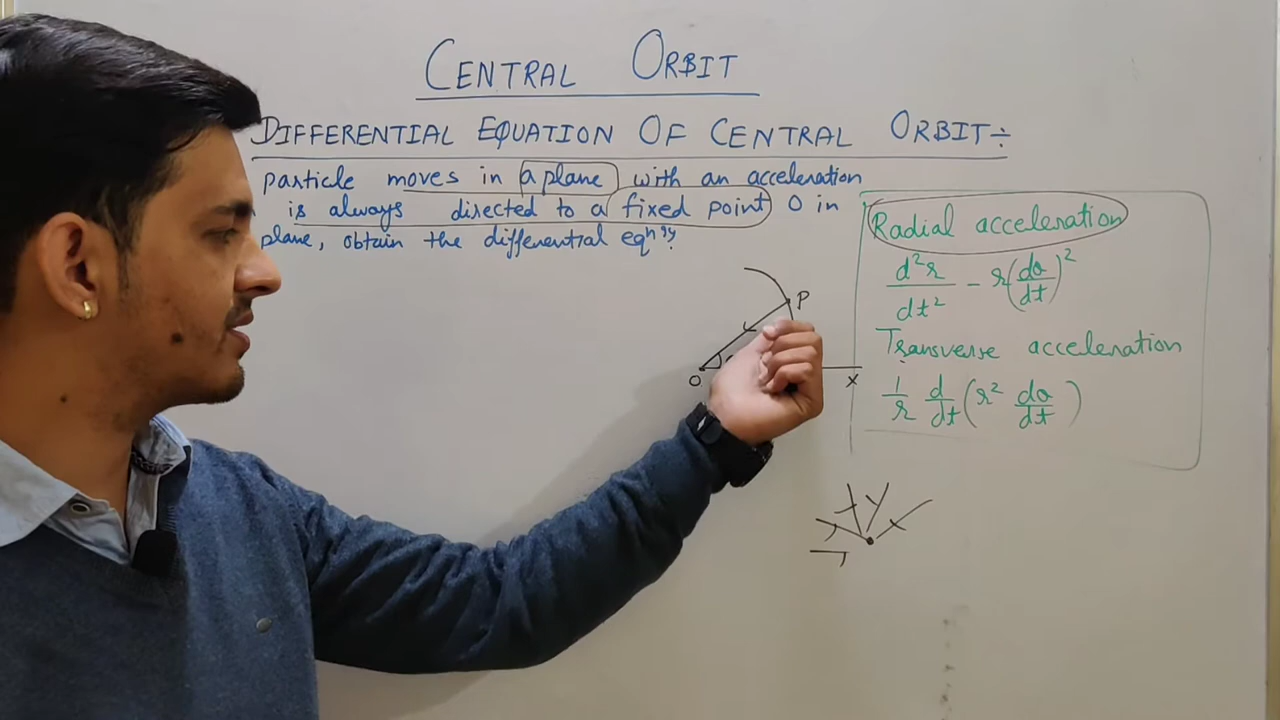 CENTRAL ORBIT
DIFFERENTIAL EQUATION OF CENTRAL ORBIT÷
particle moves in a plane with an acceleration
is always directed to a fixed point O in
plane, obtain the differential eqⁿ
Radial acceleration
d²r/dt² - r(dθ/dt)²
Transverse acceleration
1/r d/dt(r² dθ/dt)
P
O
X